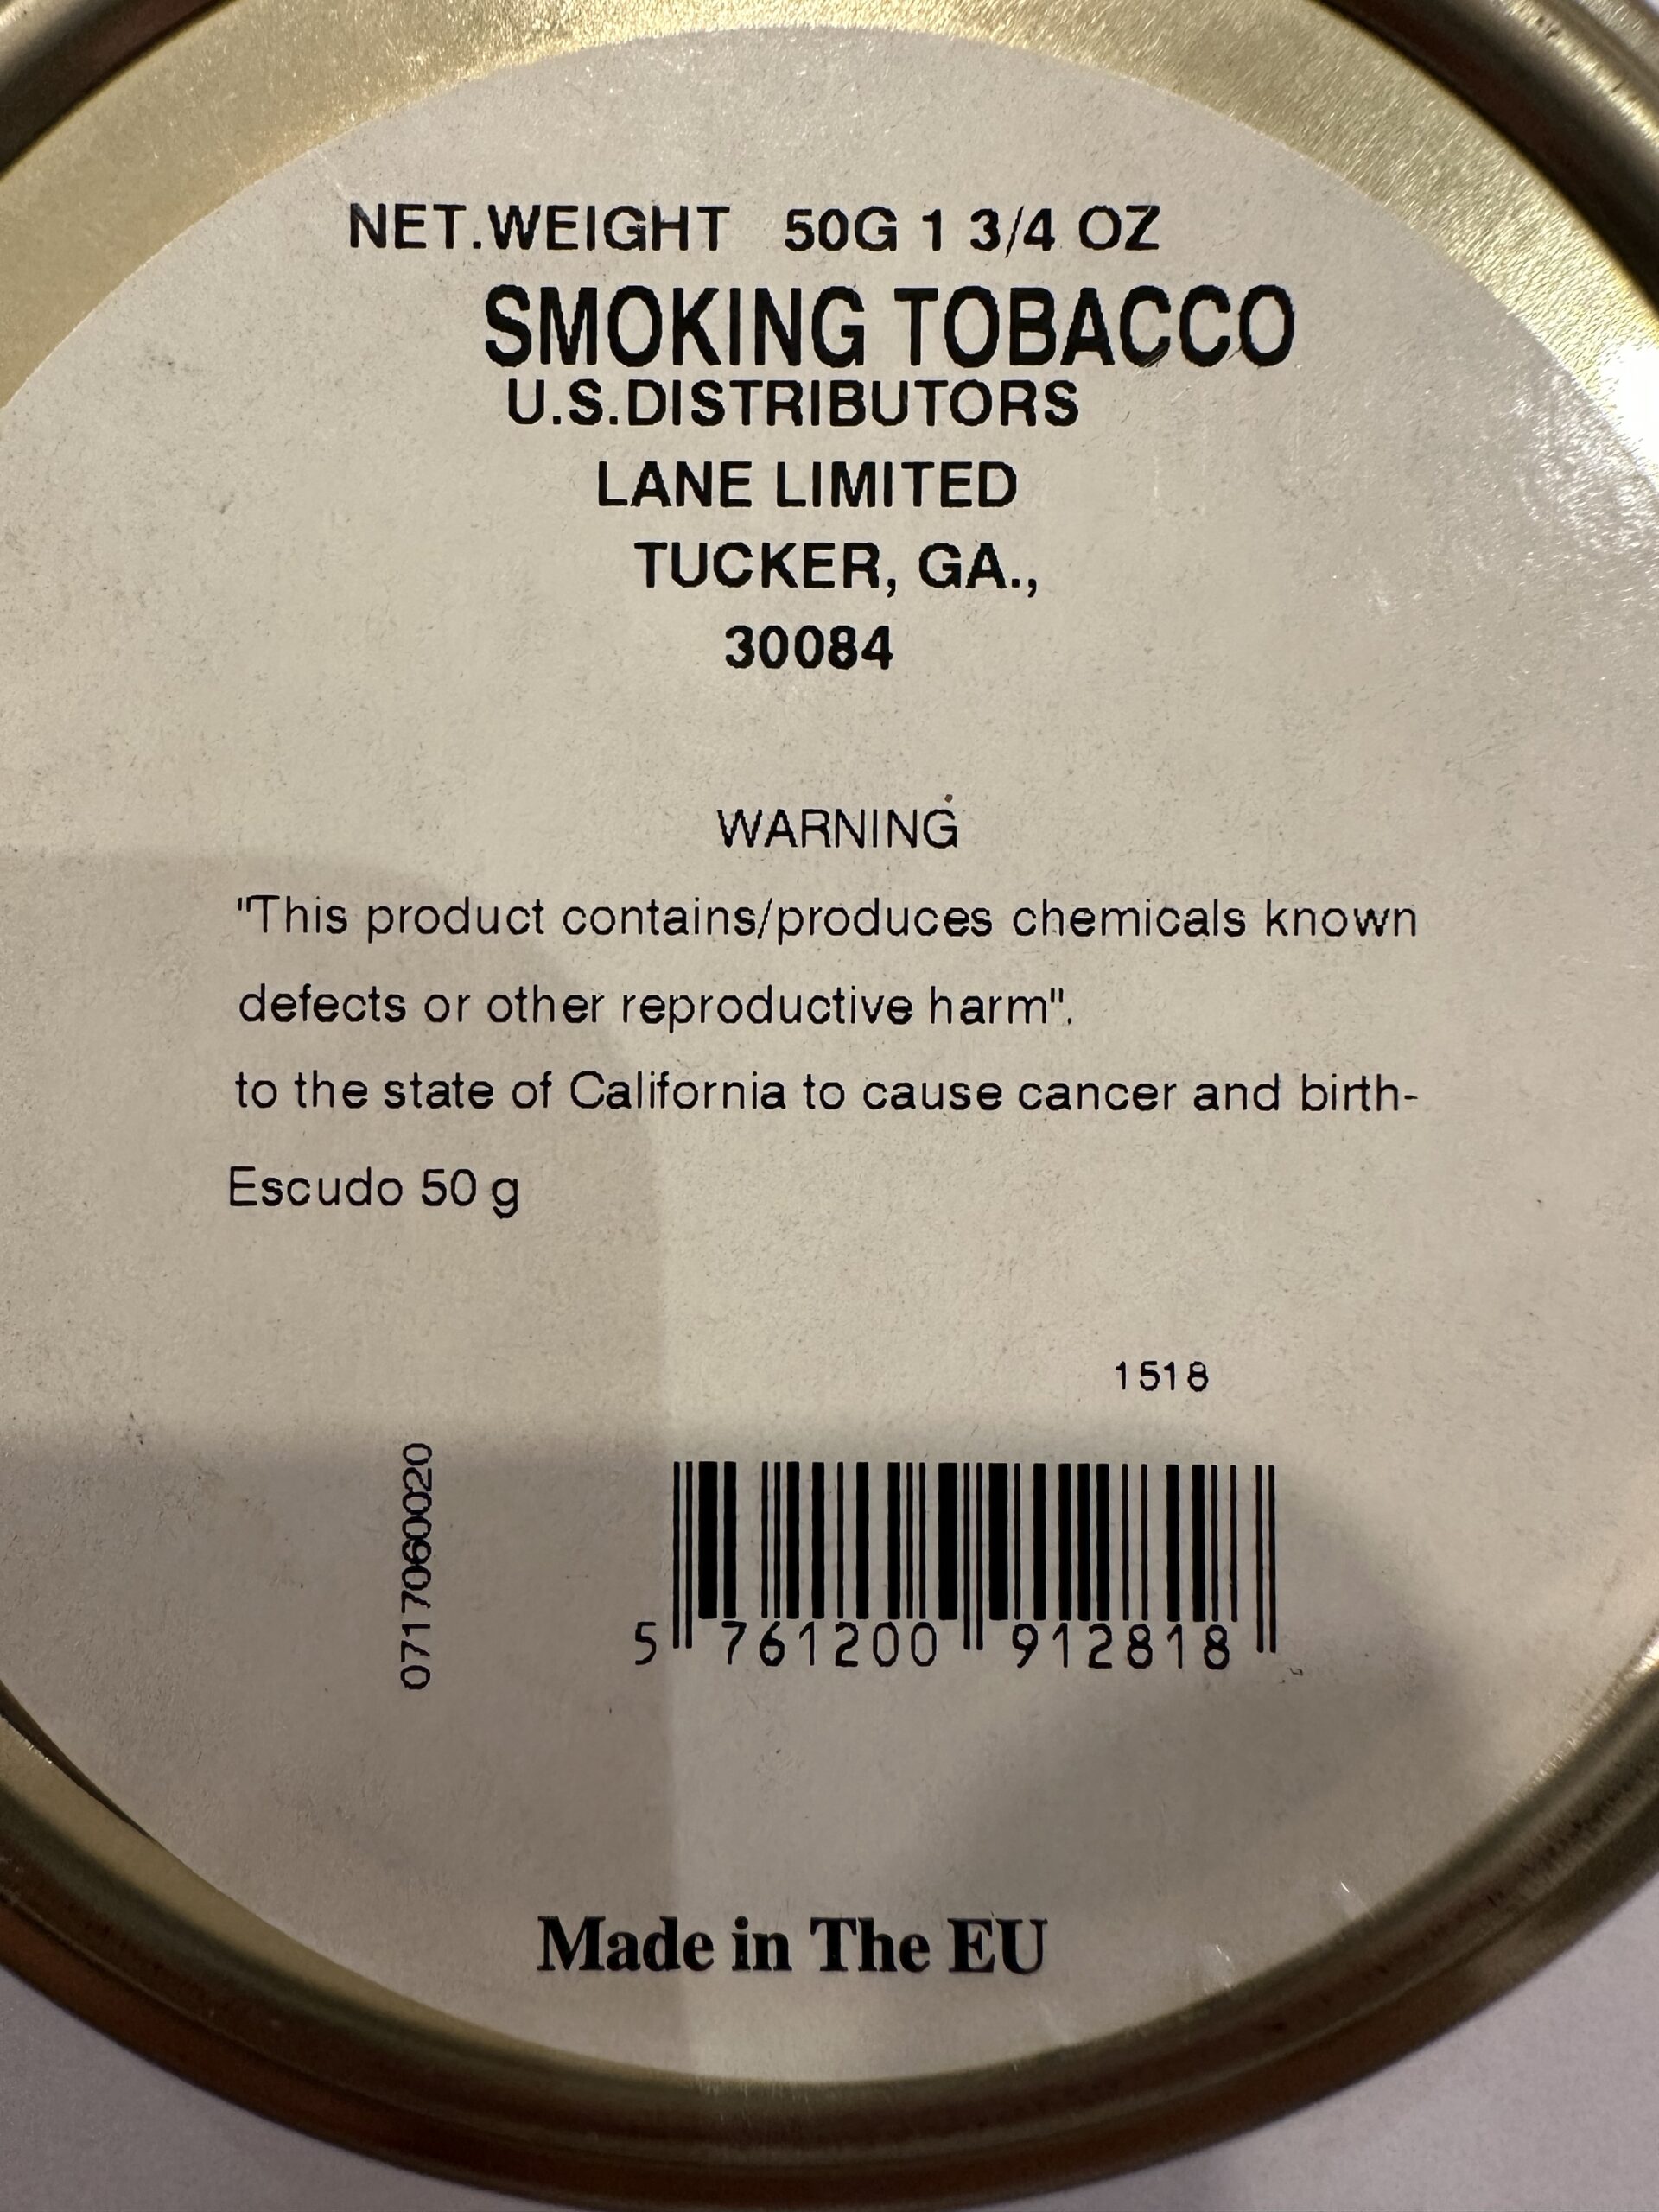 NET.WEIGHT 50G 1 3/4 OZ
SMOKING TOBACCO
U.S.DISTRIBUTORS
LANE LIMITED
TUCKER, GA.,
30084
WARNING
"This product contains/produces chemicals known
defects or other reproductive harm".
to the state of California to cause cancer and birth-
Escudo 50 g
1518
0717060020
5 761200 912818
Made in The EU